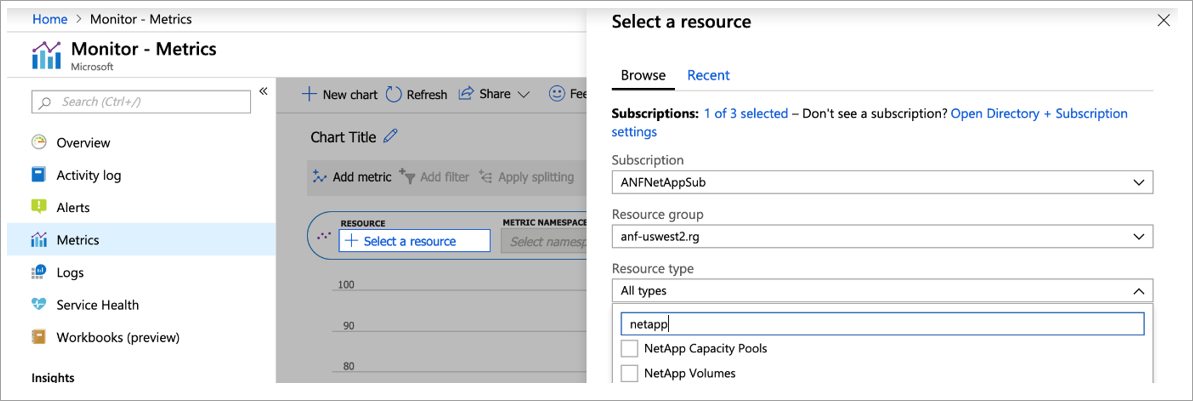 Home > Monitor - Metrics
Monitor - Metrics
Microsoft
Search (Ctrl+/)
«
Overview
Activity log
Alerts
Metrics
Logs
Service Health
Workbooks (preview)
Insights
New chart Refresh Share Fee
Chart Title
Add metric Add filter Apply splitting
RESOURCE METRIC NAMESPACE
Select a resource Select namesp
100
90
80
Select a resource
Browse Recent
Subscriptions: 1 of 3 selected – Don't see a subscription? Open Directory + Subscription
settings
Subscription
ANFNetAppSub
Resource group
anf-uswest2.rg
Resource type
All types
netapp
NetApp Capacity Pools
NetApp Volumes